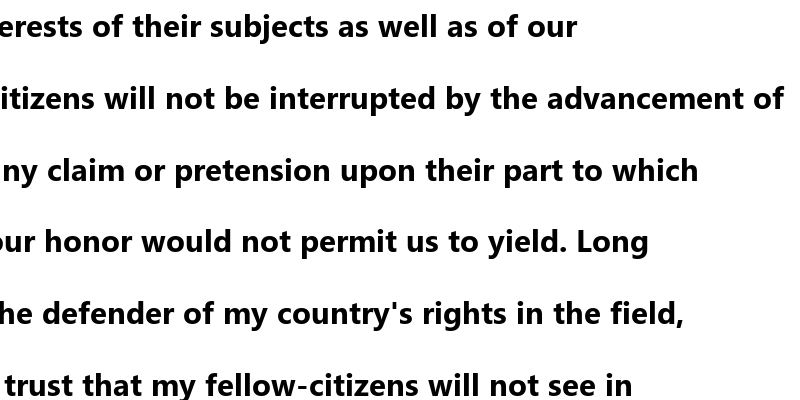 erests of their subjects as well as of our
itizens will not be interrupted by the advancement of
ny claim or pretension upon their part to which
our honor would not permit us to yield. Long
he defender of my country's rights in the field,
trust that my fellow-citizens will not see in